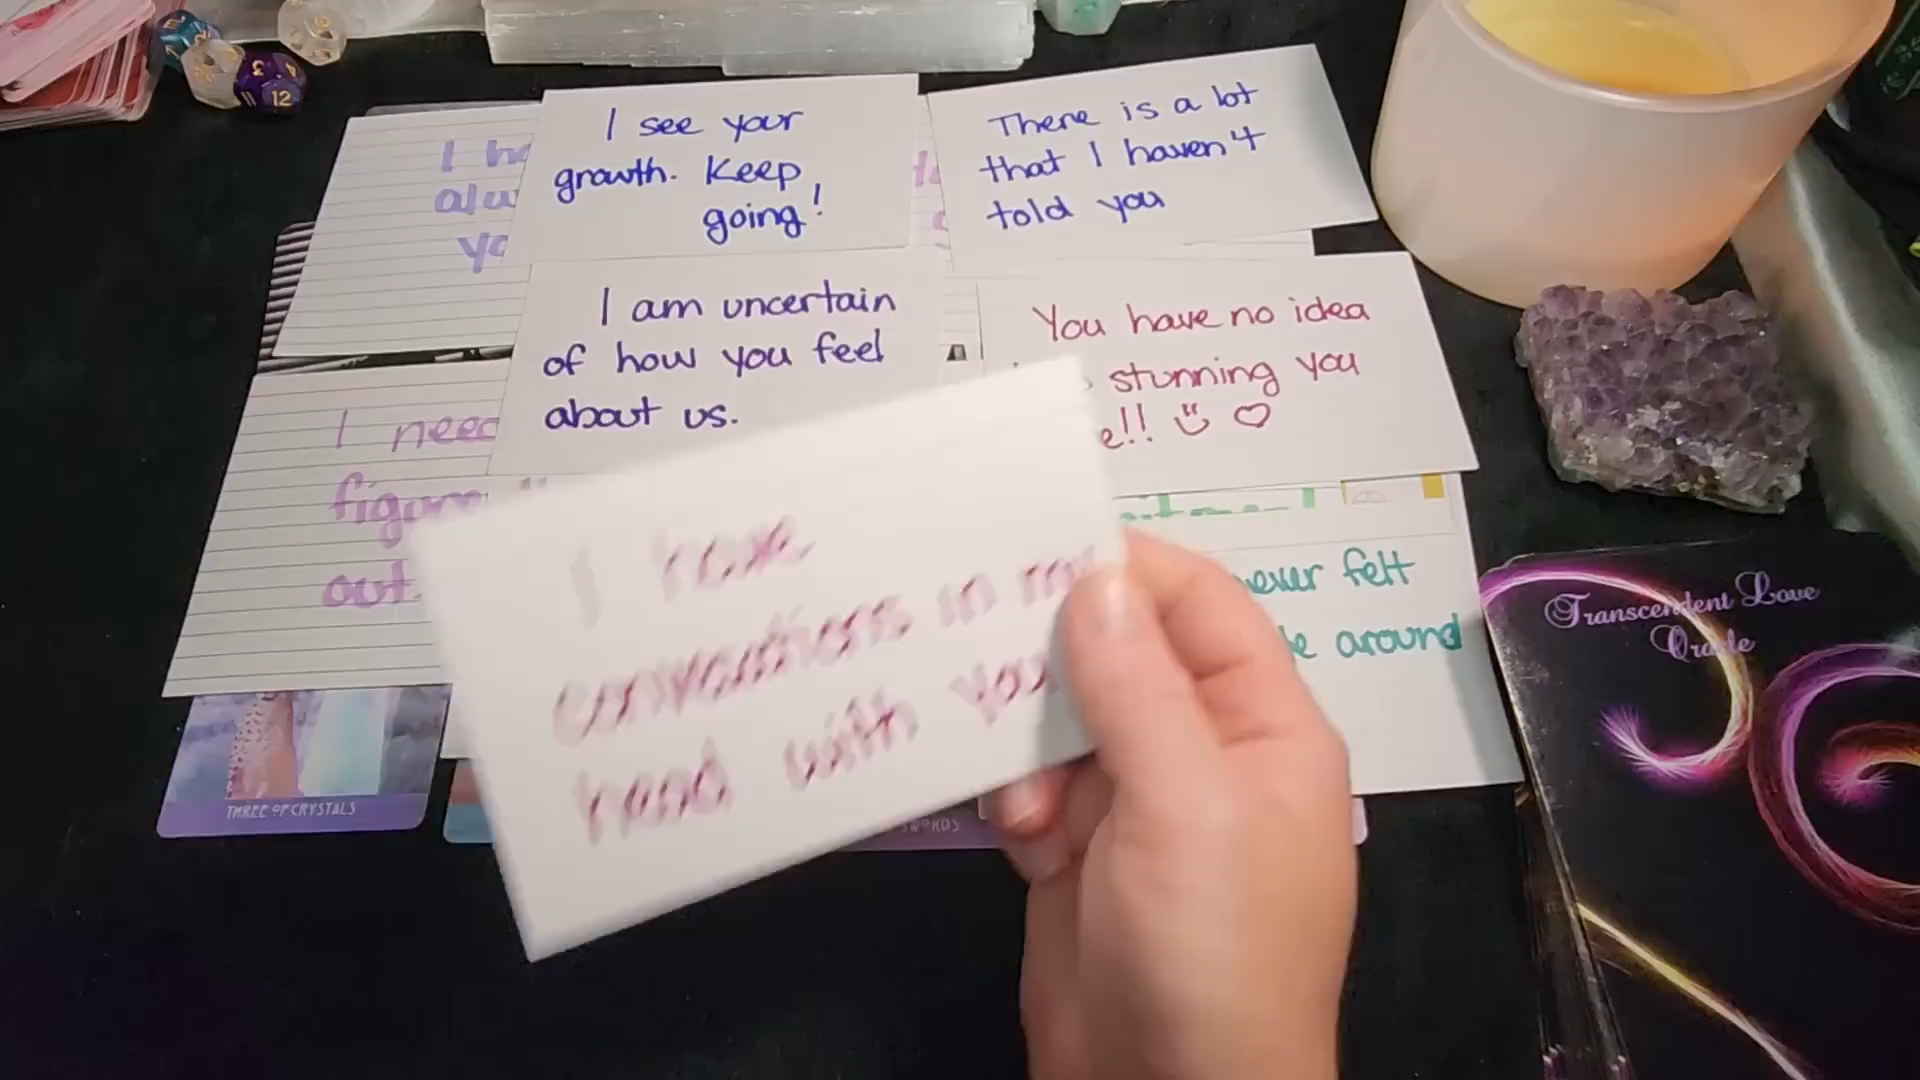 I see your
growth. Keep
going!
There is a lot
that I haven't
told you
I am uncertain
of how you feel
about us.
You have no idea
stunning you
!!
I need
out.
I have
conversations in my
head with you
never felt
around
THREE OF CRYSTALS
Transcendent Love
Oracle
12